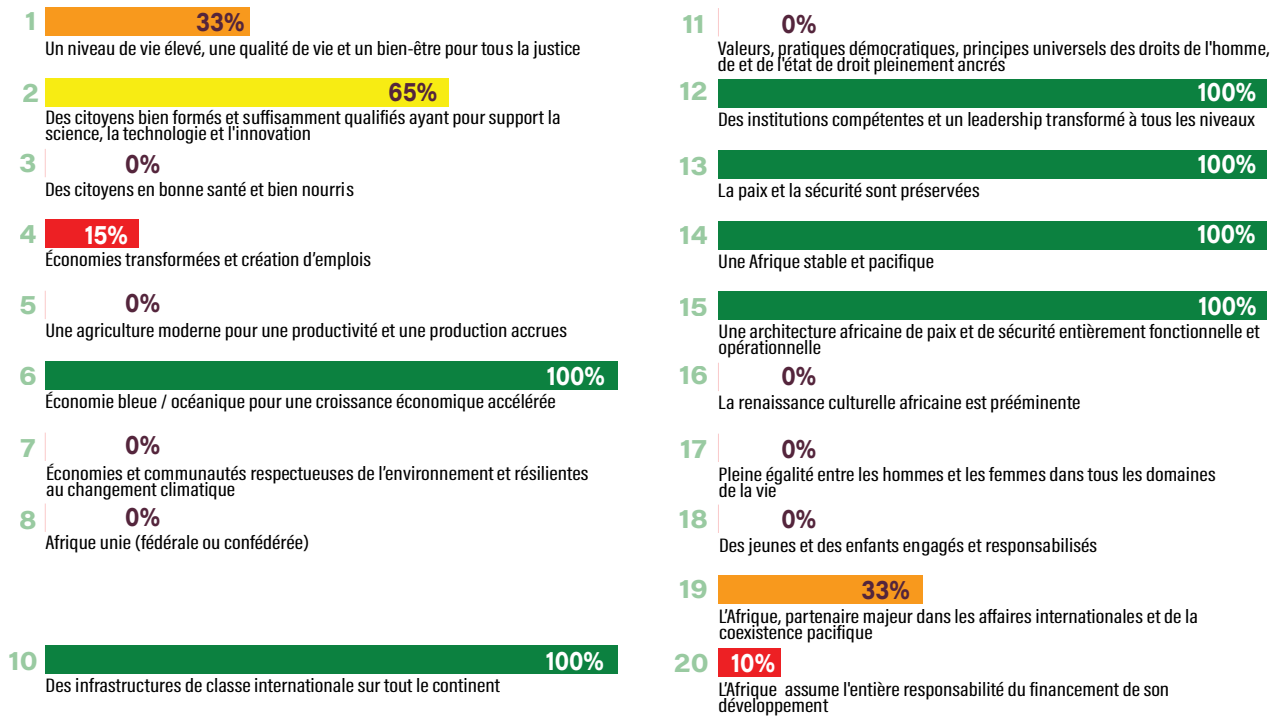 1
33%
Un niveau de vie élevé, une qualité de vie et un bien-être pour tous la justice
2
65%
Des citoyens bien formés et suffisamment qualifiés ayant pour support la
science, la technologie et l'innovation
3
0%
Des citoyens en bonne santé et bien nourris
4
15%
Économies transformées et création d'emplois
5
0%
Une agriculture moderne pour une productivité et une production accrues
6
100%
Économie bleue / océanique pour une croissance économique accélérée
7
0%
Économies et communautés respectueuses de l'environnement et résilientes
au changement climatique
8
0%
Afrique unie (fédérale ou confédérée)
10
100%
Des infrastructures de classe internationale sur tout le continent
11
0%
Valeurs, pratiques démocratiques, principes universels des droits de l'homme,
de et de l'état de droit pleinement ancrés
12
100%
Des institutions compétentes et un leadership transformé à tous les niveaux
13
100%
La paix et la sécurité sont préservées
14
100%
Une Afrique stable et pacifique
15
100%
Une architecture africaine de paix et de sécurité entièrement fonctionnelle et
opérationnelle
16
0%
La renaissance culturelle africaine est prééminente
17
0%
Pleine égalité entre les hommes et les femmes dans tous les domaines
de la vie
18
0%
Des jeunes et des enfants engagés et responsabilisés
19
33%
L'Afrique, partenaire majeur dans les affaires internationales et de la
coexistence pacifique
20
10%
L'Afrique assume l'entière responsabilité du financement de son
développement